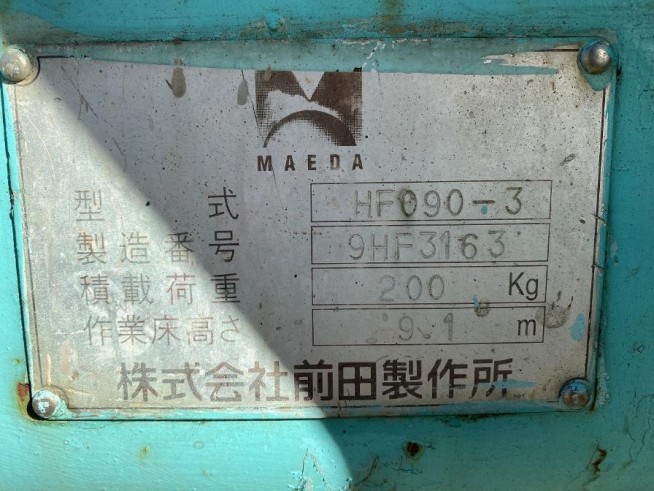 MAEDA
型式 HF090-3
製造番号 9HF3163
積載荷重 200 Kg
作業床高さ 9.1 m
株式会社前田製作所